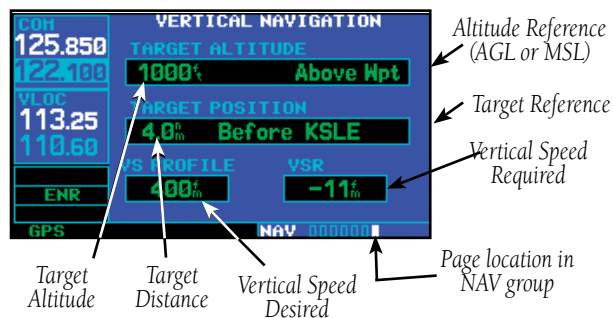 COM
125.850
122.100
VLOC
113.25
110.60
ENR
GPS
VERTICAL NAVIGATION
TARGET ALTITUDE
1000ft Above Wpt
TARGET POSITION
4.0nm Before KSLE
VS PROFILE VSR
400fm -11fm
NAV
Altitude Reference
(AGL or MSL)
Target Reference
Vertical Speed
Required
Page location in
NAV group
Target
Altitude
Target
Distance
Vertical Speed
Desired